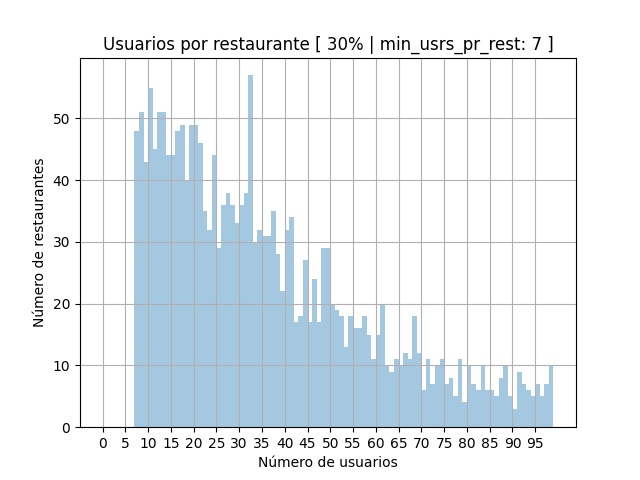 Usuarios por restaurante [ 30% | min_usrs_pr_rest: 7 ]
50
40
30
20
10
0
Número de restaurantes
0 5 10 15 20 25 30 35 40 45 50 55 60 65 70 75 80 85 90 95
Número de usuarios